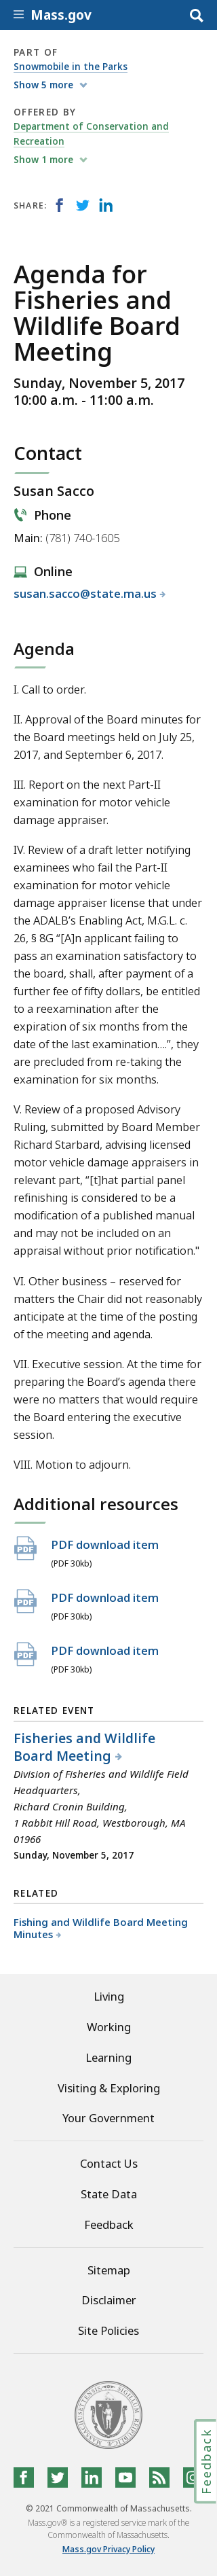 Mass.gov
PART OF
Snowmobile in the Parks
Show 5 more
OFFERED BY
Department of Conservation and
Recreation
Show 1 more
SHARE:
Agenda for
Fisheries and
Wildlife Board
Meeting
Sunday, November 5, 2017
10:00 a.m. - 11:00 a.m.
Contact
Susan Sacco
Phone
Main: (781) 740-1605
Online
susan.sacco@state.ma.us
Agenda
I. Call to order.
II. Approval of the Board minutes for
the Board meetings held on July 25,
2017, and September 6, 2017.
III. Report on the next Part-II
examination for motor vehicle
damage appraiser.
IV. Review of a draft letter notifying
examinees who fail the Part-II
examination for motor vehicle
damage appraiser license that under
the ADALB’s Enabling Act, M.G.L. c.
26, § 8G “[A]n applicant failing to
pass an examination satisfactory to
the board, shall, after payment of a
further fee of fifty dollars, be entitled
to a reexamination after the
expiration of six months from the
date of the last examination….”, they
are precluded from re-taking the
examination for six months.
V. Review of a proposed Advisory
Ruling, submitted by Board Member
Richard Starbard, advising licensed
motor vehicle damage appraisers in
relevant part, “[t]hat partial panel
refinishing is considered to be a
modification of a published manual
and may not be included on an
appraisal without prior notification."
VI. Other business – reserved for
matters the Chair did not reasonably
anticipate at the time of the posting
of the meeting and agenda.
VII. Executive session. At the time for
preparing the Board’s agenda there
were no matters that would require
the Board entering the executive
session.
VIII. Motion to adjourn.
Additional resources
PDF PDF download item
(PDF 30kb)
PDF PDF download item
(PDF 30kb)
PDF PDF download item
(PDF 30kb)
RELATED EVENT
Fisheries and Wildlife
Board Meeting
Division of Fisheries and Wildlife Field
Headquarters,
Richard Cronin Building,
1 Rabbit Hill Road, Westborough, MA
01966
Sunday, November 5, 2017
RELATED
Fishing and Wildlife Board Meeting
Minutes
Living
Working
Learning
Visiting & Exploring
Your Government
Contact Us
State Data
Feedback
Sitemap
Disclaimer
Site Policies
Feedback
© 2021 Commonwealth of Massachusetts.
Mass.gov® is a registered service mark of the
Commonwealth of Massachusetts.
Mass.gov Privacy Policy